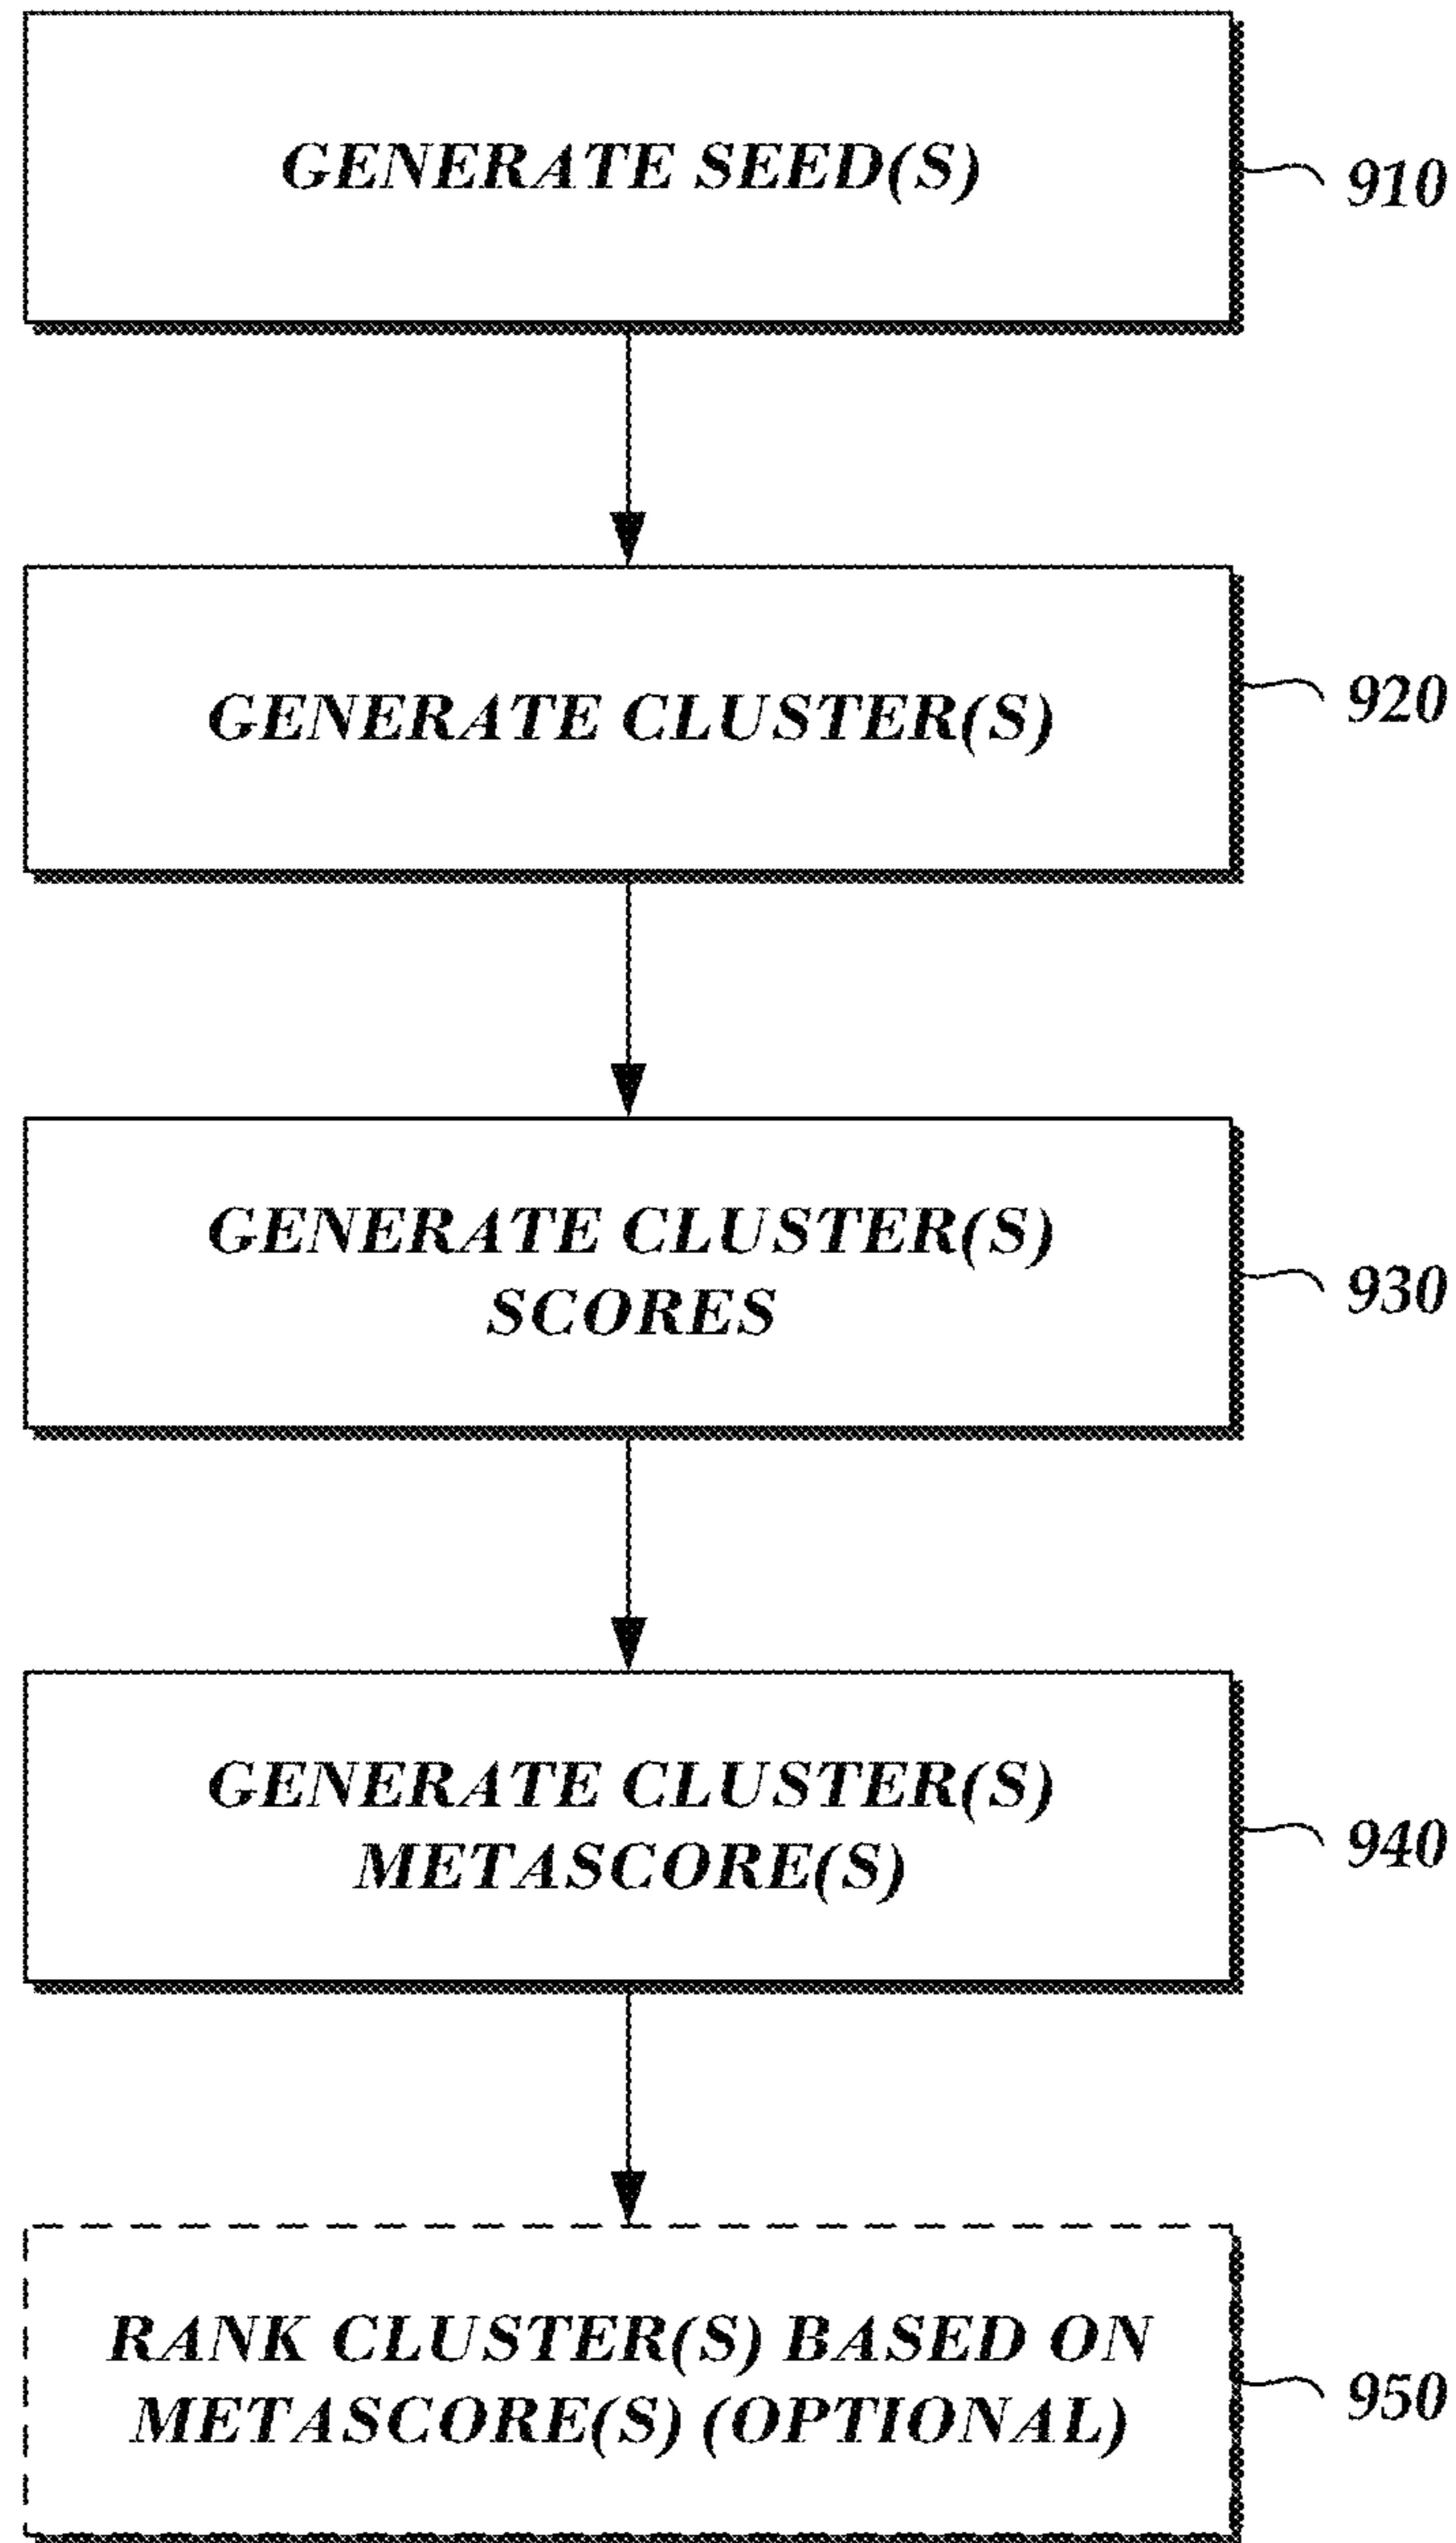 GENERATE SEED(S)
910
GENERATE CLUSTER(S)
920
GENERATE CLUSTER(S)
SCORES
930
GENERATE CLUSTER(S)
METASCORE(S)
940
RANK CLUSTER(S) BASED ON
METASCORE(S) (OPTIONAL)
950